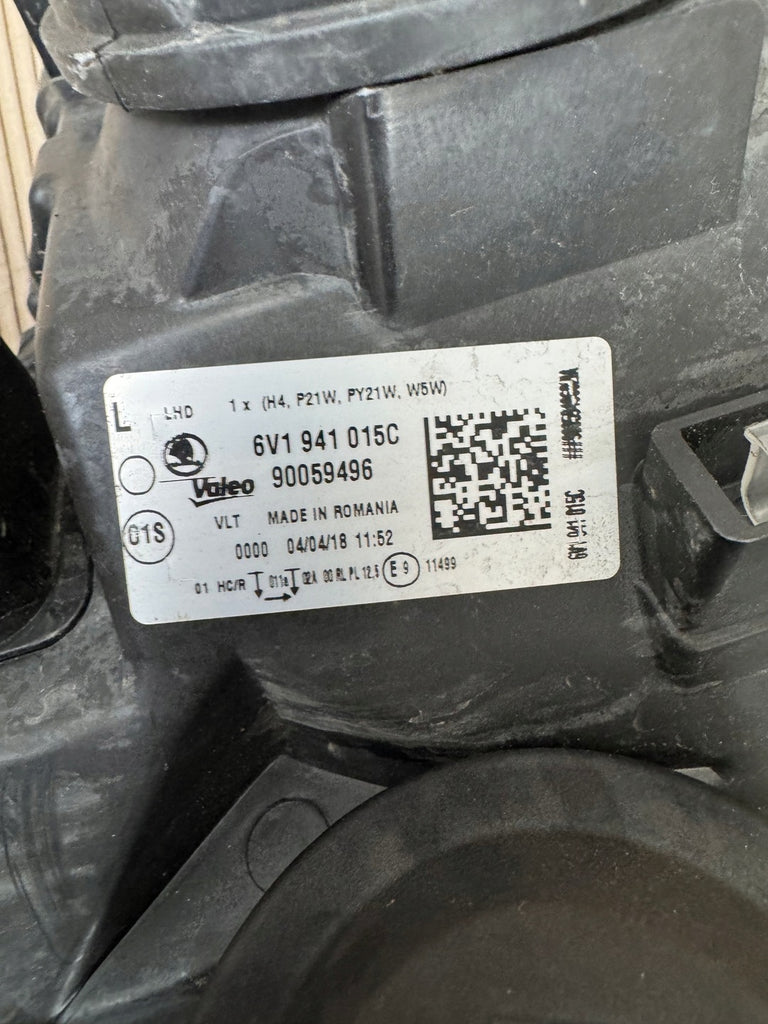 L LHD 1 x (H4, P21W, PY21W, W5W)
6V1 941 015C
Valeo 90059496
01S VLT MADE IN ROMANIA
0000 04/04/18 11:52
01 HC/R 011a 02A 00 RL PL 12,5 E 9 11499
6V1 941 015C